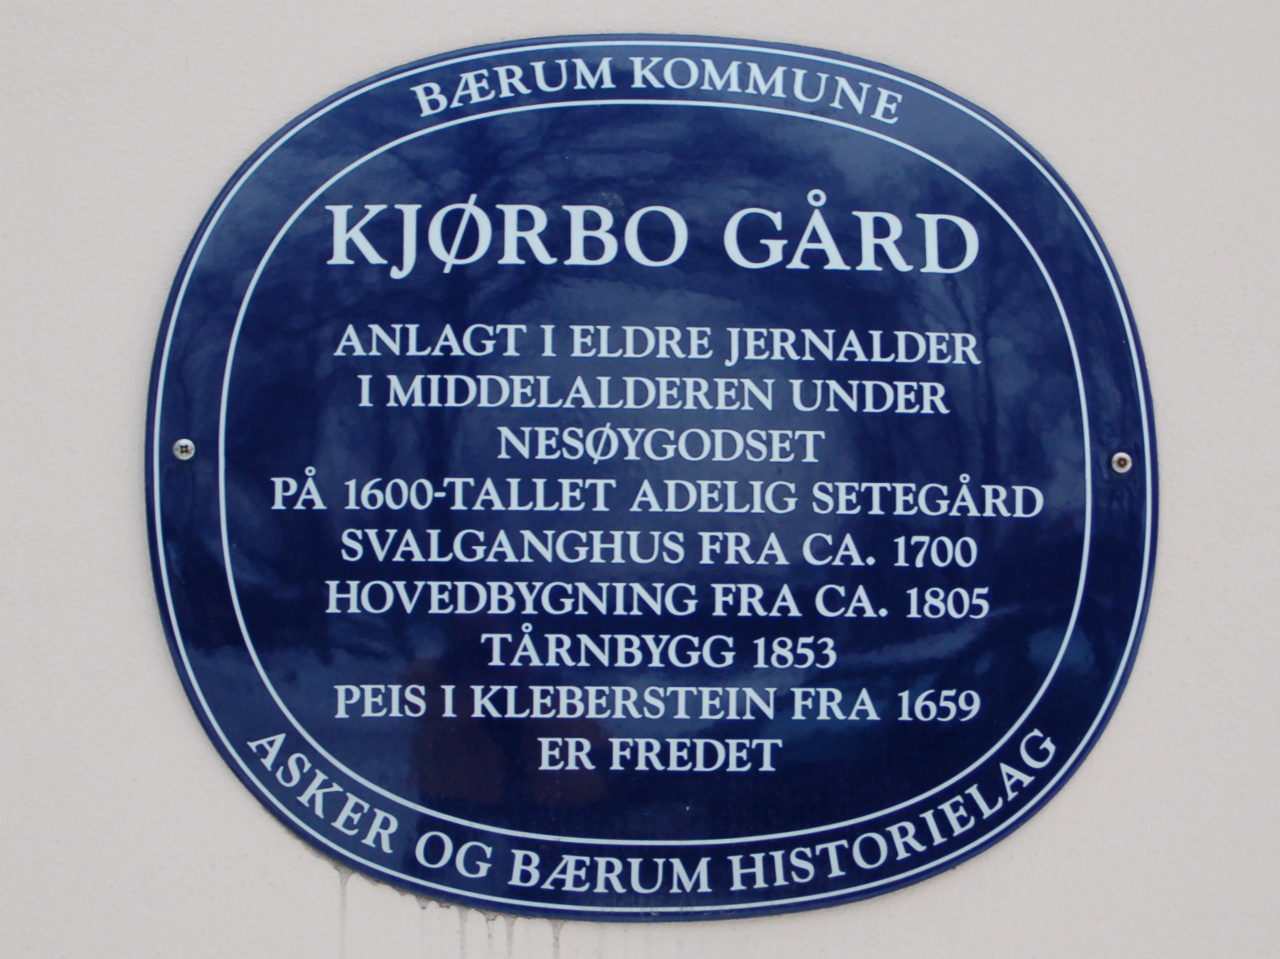 BÆRUM KOMMUNE
KJØRBO GÅRD
ANLAGT I ELDRE JERNALDER
I MIDDELALDEREN UNDER
NESØYGODSET
PÅ 1600-TALLET ADELIG SETEGÅRD
SVALGANGHUS FRA CA. 1700
HOVEDBYGNING FRA CA. 1805
TÅRNBYGG 1853
PEIS I KLEBERSTEIN FRA 1659
ER FREDET
ASKER OG BÆRUM HISTORIELAG